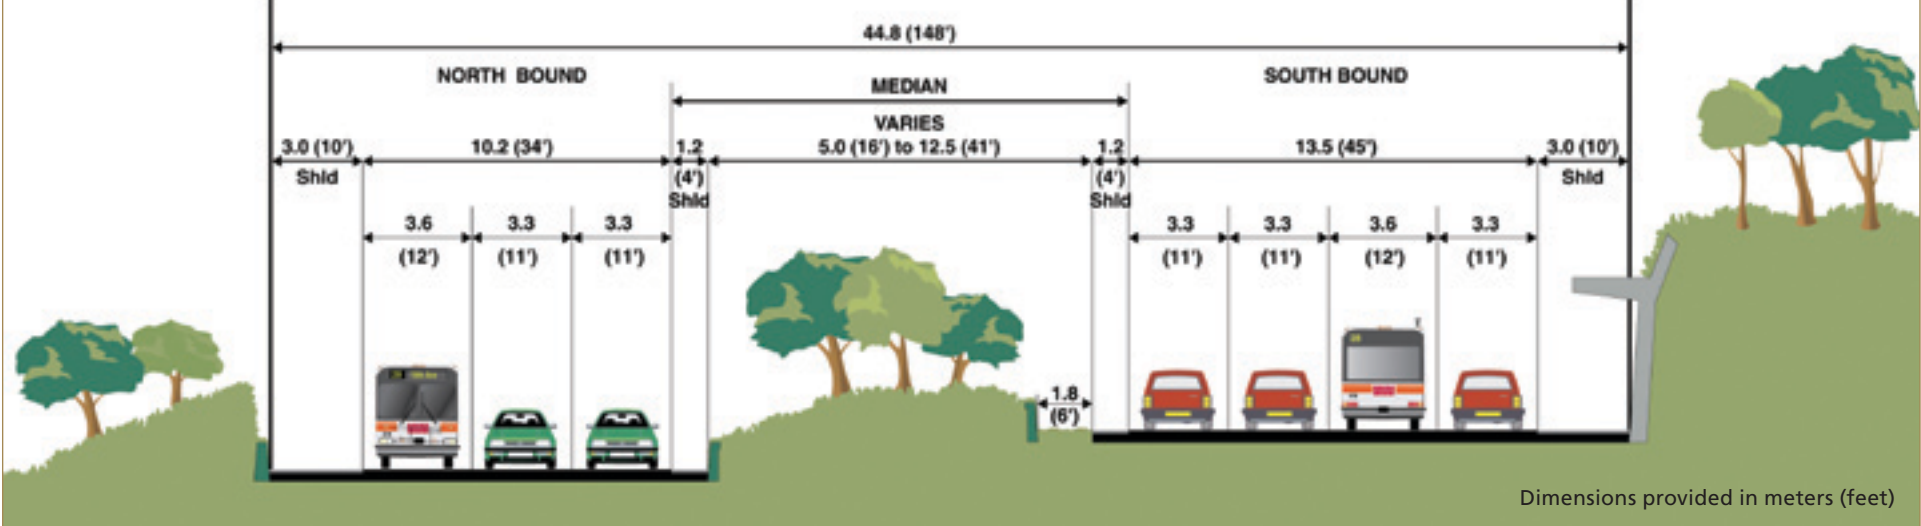 44.8 (148')
NORTH BOUND
SOUTH BOUND
MEDIAN
VARIES
3.0 (10')
10.2 (34')
1.2
5.0 (16') to 12.5 (41')
1.2
13.5 (45')
3.0 (10')
Shld
(4')
(4')
Shld
Shld
Shld
3.6
3.3
3.3
3.3
3.3
3.6
3.3
(12')
(11')
(11')
(11')
(11')
(12')
(11')
1.8
(6')
Dimensions provided in meters (feet)